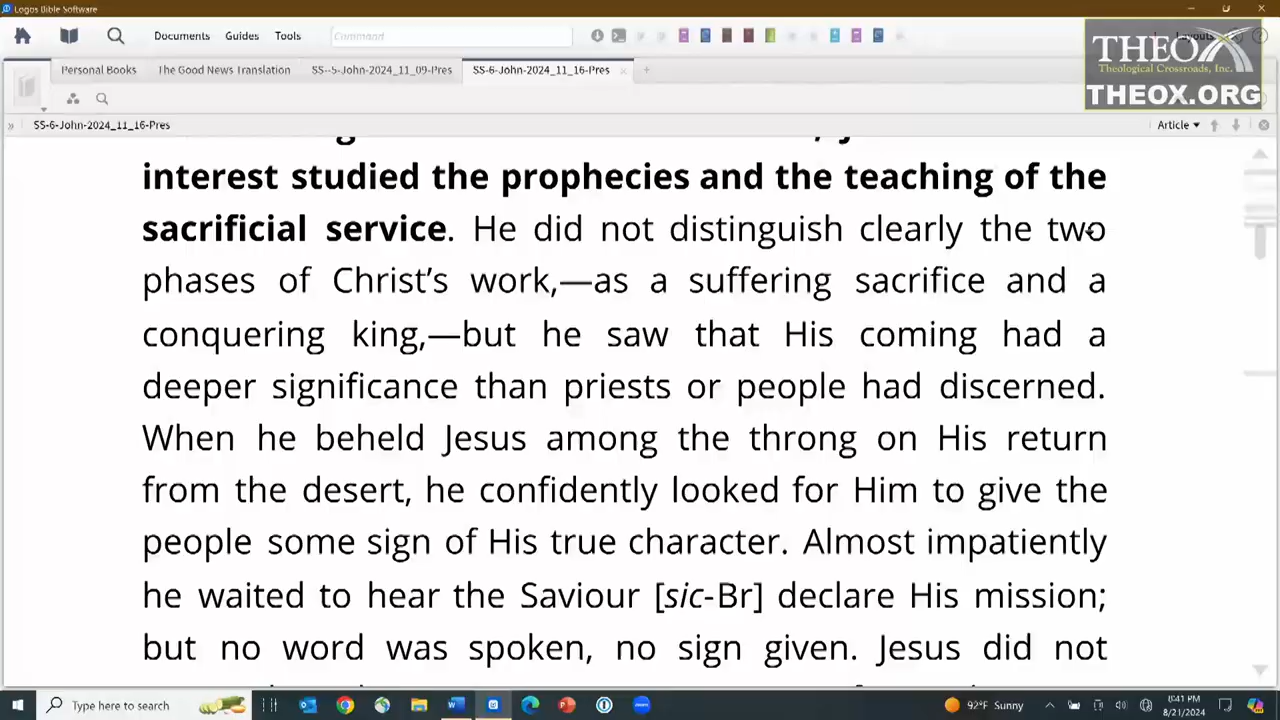 Logos Bible Software
Documents Guides Tools Command Layouts
THEOX
Theological Crossroads, Inc.
THEOX.ORG
Personal Books The Good News Translation SS--5-John-2024_11_09-Ins SS-6-John-2024_11_16-Pres
SS-6-John-2024_11_16-Pres Article
interest studied the prophecies and the teaching of the
sacrificial service. He did not distinguish clearly the two
phases of Christ's work,—as a suffering sacrifice and a
conquering king,—but he saw that His coming had a
deeper significance than priests or people had discerned.
When he beheld Jesus among the throng on His return
from the desert, he confidently looked for Him to give the
people some sign of His true character. Almost impatiently
he waited to hear the Saviour [sic-Br] declare His mission;
but no word was spoken, no sign given. Jesus did not
Type here to search
92°F Sunny
8/21/2024